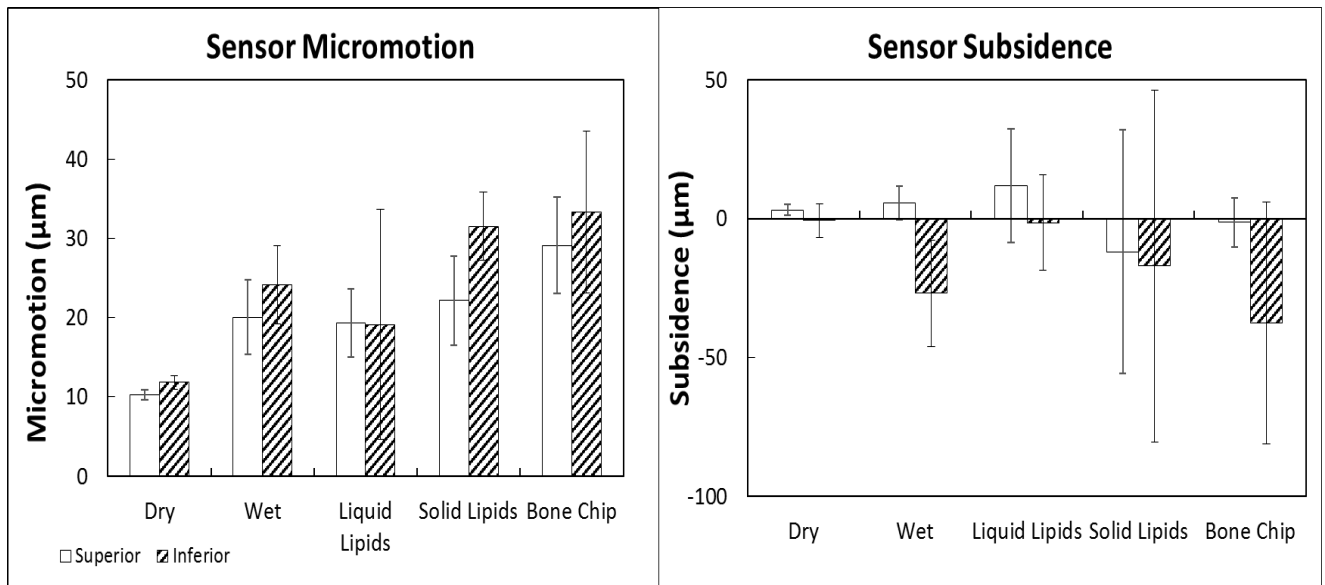 Sensor Micromotion
50
40
30
20
10
0
Micromotion (µm)
Dry
Wet
Liquid
Lipids
Solid Lipids
Bone Chip
Superior
Inferior
Sensor Subsidence
50
0
-50
-100
Subsidence (µm)
Dry
Wet
Liquid Lipids
Solid Lipids
Bone Chip